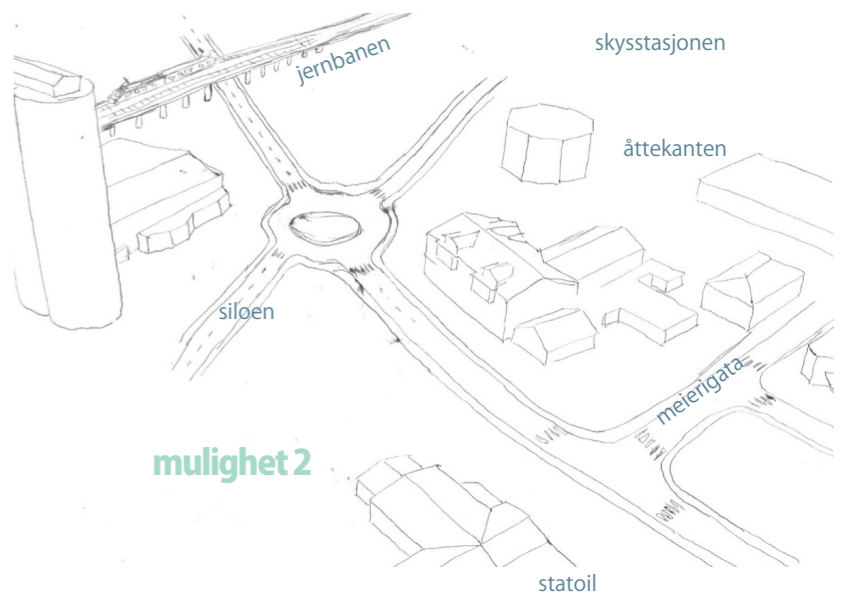 skysstasjonen
jernbanen
åttekanten
siloen
meierigata
mulighet 2
statoil